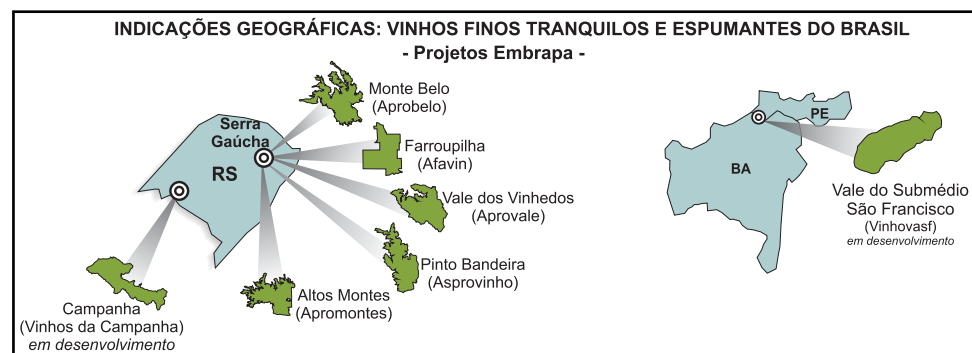 INDICAÇÕES GEOGRÁFICAS: VINHOS FINOS TRANQUILOS E ESPUMANTES DO BRASIL
- Projetos Embrapa -
Monte Belo
(Aprobelo)
Serra
Gaúcha
RS
Farroupilha
(Afavin)
Vale dos Vinhedos
(Aprovale)
Pinto Bandeira
(Asprovinho)
Altos Montes
(Apromontes)
Campanha
(Vinhos da Campanha)
em desenvolvimento
PE
BA
Vale do Submédio
São Francisco
(Vinhovasf)
em desenvolvimento